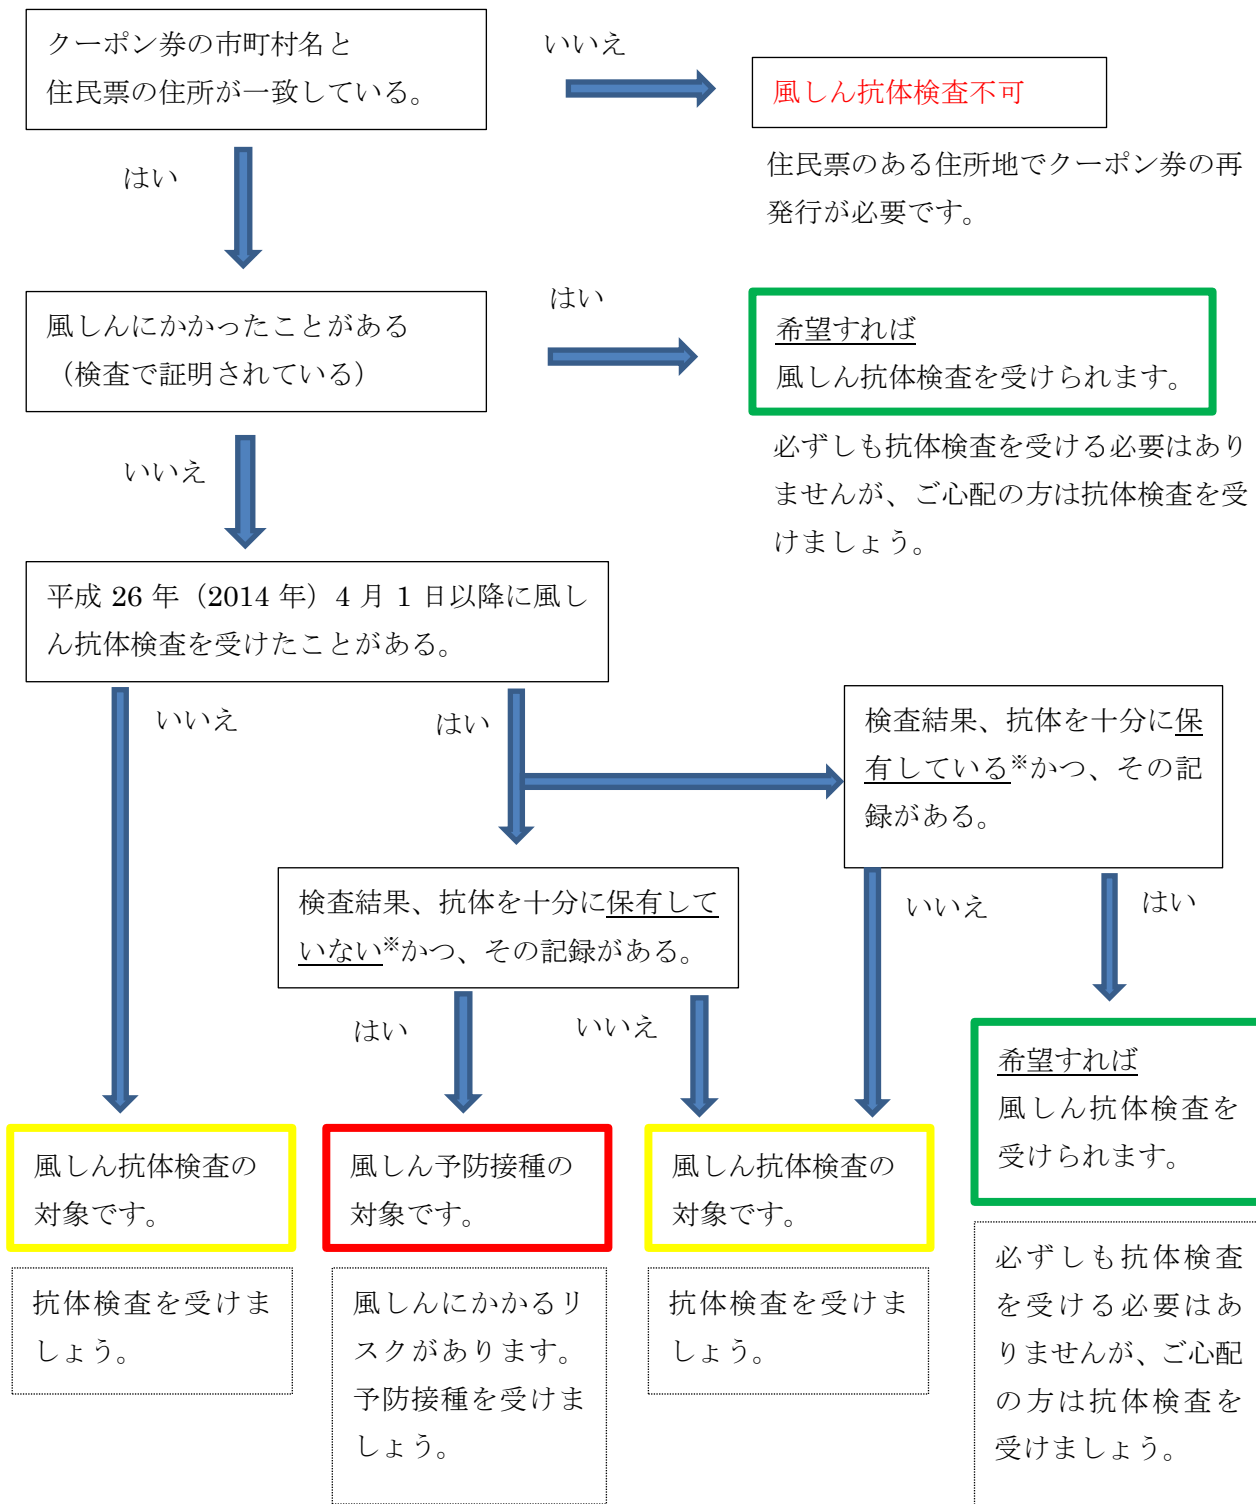 クーポン券の市町村名と
住民票の住所が一致している。
いいえ
風しん抗体検査不可
住民票のある住所地でクーポン券の再
発行が必要です。
はい
風しんにかかったことがある
（検査で証明されている）
はい
希望すれば
風しん抗体検査を受けられます。
必ずしも抗体検査を受ける必要はあり
ませんが、ご心配の方は抗体検査を受
けましょう。
いいえ
平成 26 年（2014 年）4 月 1 日以降に風し
ん抗体検査を受けたことがある。
いいえ
はい
検査結果、抗体を十分に保
有している※かつ、その記
録がある。
検査結果、抗体を十分に保有して
いない※かつ、その記録がある。
いいえ
はい
はい
いいえ
風しん抗体検査の
対象です。
抗体検査を受けま
しょう。
風しん予防接種の
対象です。
風しんにかかるリ
スクがあります。
予防接種を受けま
しょう。
風しん抗体検査の
対象です。
抗体検査を受けま
しょう。
希望すれば
風しん抗体検査を
受けられます。
必ずしも抗体検査
を受ける必要はあ
りませんが、ご心配
の方は抗体検査を
受けましょう。